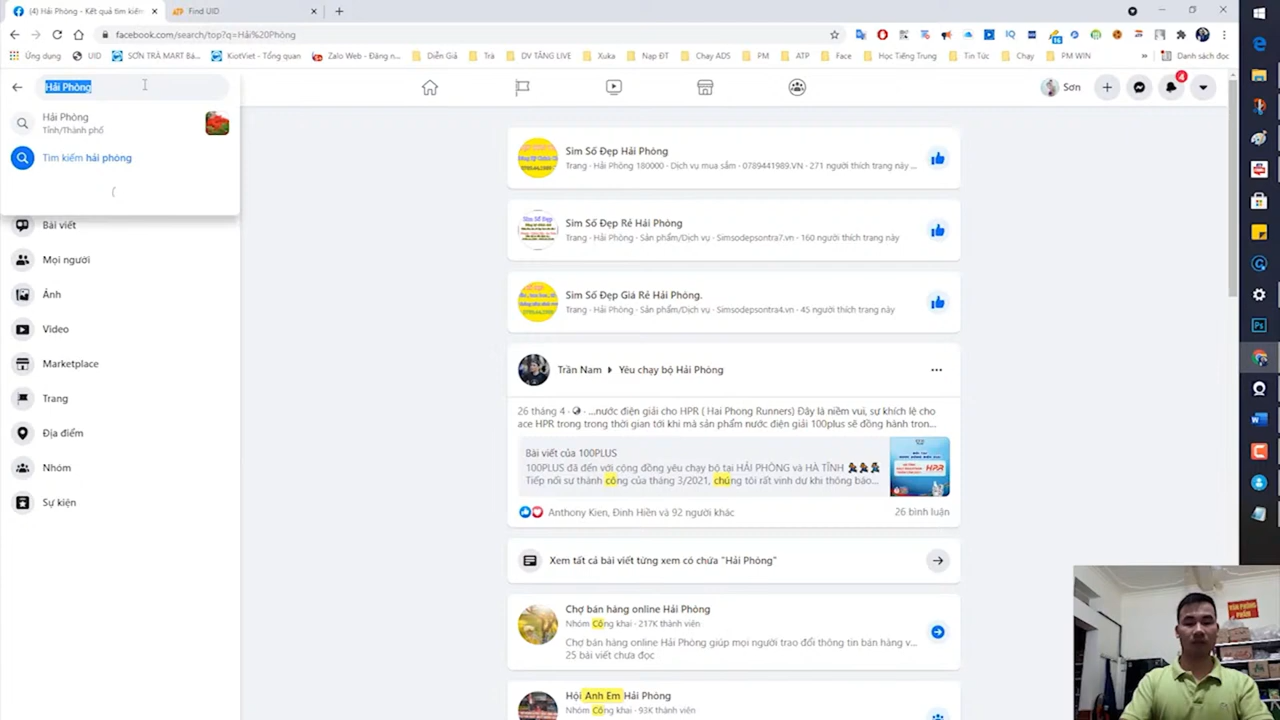 (4) Hải Phòng - Kết quả tìm kiếm
Find UID
facebook.com/search/top?q=Hải%20Phòng
Ứng dụng
UID
SƠN TRÀ MART Bá...
KiotViet - Quản lý...
Zalo Web - Đăng n...
Diễn Giả
Trà
DV TĂNG LIVE
Xuka
Nạp ĐT
Chạy ADS
PM
ATP
Face
Học Tiếng Trung
Tin Tức
Chay
PM WIN
»
Danh sách đọc
Hải Phòng
Sơn
4
Hải Phòng
Tỉnh/Thành phố
Tìm kiếm hải phòng
Bài viết
Mọi người
Ảnh
Video
Marketplace
Trang
Địa điểm
Nhóm
Sự kiện
Sim Số Đẹp Hải Phòng
Trang · Hải Phòng 180000 · Dịch vụ mua sắm · 0789441989.VN · 271 người thích trang này ...
Sim Số Đẹp Rẻ Hải Phòng
Trang · Hải Phòng · Sản phẩm/Dịch vụ · Simsodepsontra7.vn · 160 người thích trang này
Sim Số Đẹp Giá Rẻ Hải Phòng.
Trang · Hải Phòng · Sản phẩm/Dịch vụ · Simsodepsontra4.vn · 45 người thích trang này
Trần Nam ▸ Yêu chạy bộ Hải Phòng
26 tháng 4 · ...nước điện giải cho HPR ( Hai Phong Runners) Đây là niềm vui, sự khích lệ cho
ace HPR trong trong thời gian tới khi mà sản phẩm nước điện giải 100plus sẽ đồng hành tron...
Bài viết của 100PLUS
100PLUS đã đến với cộng đồng yêu chạy bộ tại HẢI PHÒNG và HÀ TĨNH
Tiếp nối sự thành công của tháng 3/2021, chúng tôi rất vinh dự khi thông báo...
HPR
Anthony Kien, Đinh Hiền và 92 người khác
26 bình luận
Xem tất cả bài viết từng xem có chứa "Hải Phòng"
Chợ bán hàng online Hải Phòng
Nhóm Công khai · 217K thành viên
Chợ bán hàng online Hải Phòng giúp mọi người trao đổi thông tin bán hàng v...
25 bài viết chưa đọc
Hội Anh Em Hải Phòng
Nhóm Công khai · 93K thành viên
VĂN PHÒNG
PHẨM